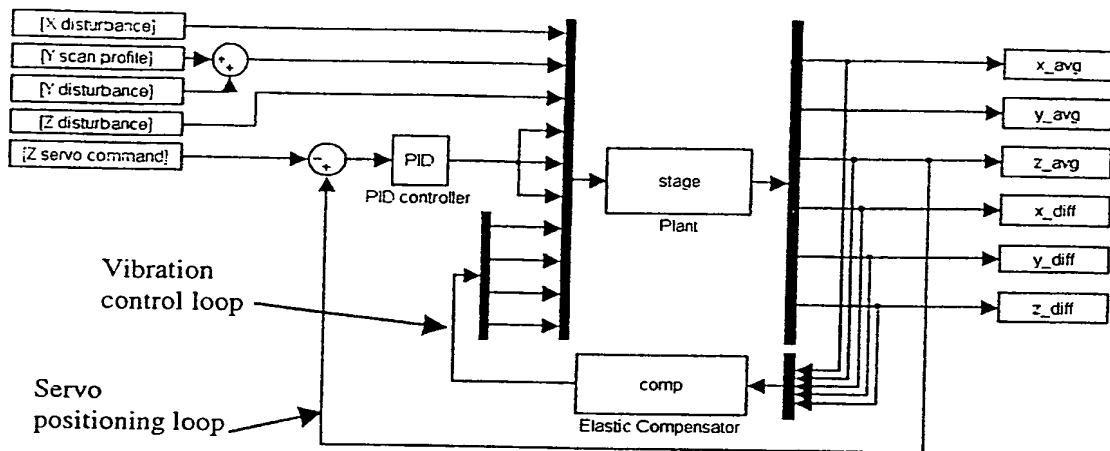 [X disturbance]
[Y scan profile]
[Y disturbance]
[Z disturbance]
[Z servo command]
+
+
-
+
PID
PID controller
stage
Plant
x_avg
y_avg
z_avg
x_diff
y_diff
z_diff
Vibration
control loop
comp
Elastic Compensator
Servo
positioning loop